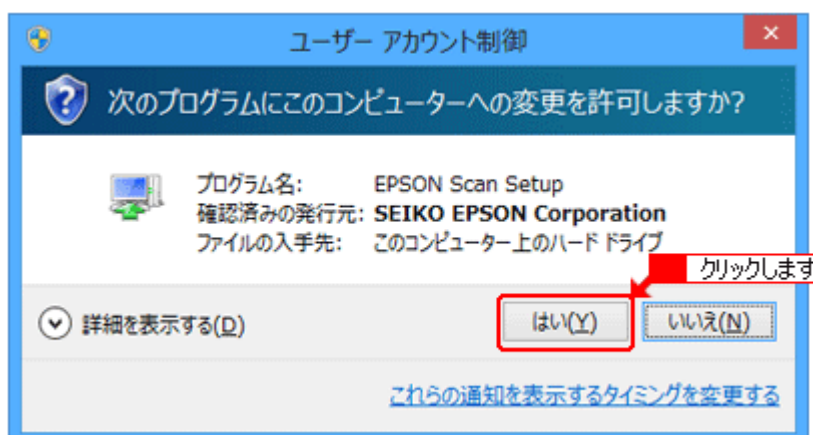 ユーザー アカウント制御
次のプログラムにこのコンピューターへの変更を許可しますか?
プログラム名: EPSON Scan Setup
確認済みの発行元: SEIKO EPSON Corporation
ファイルの入手先: このコンピューター上のハード ドライブ
クリックします
詳細を表示する(D) はい(Y) いいえ(N)
これらの通知を表示するタイミングを変更する